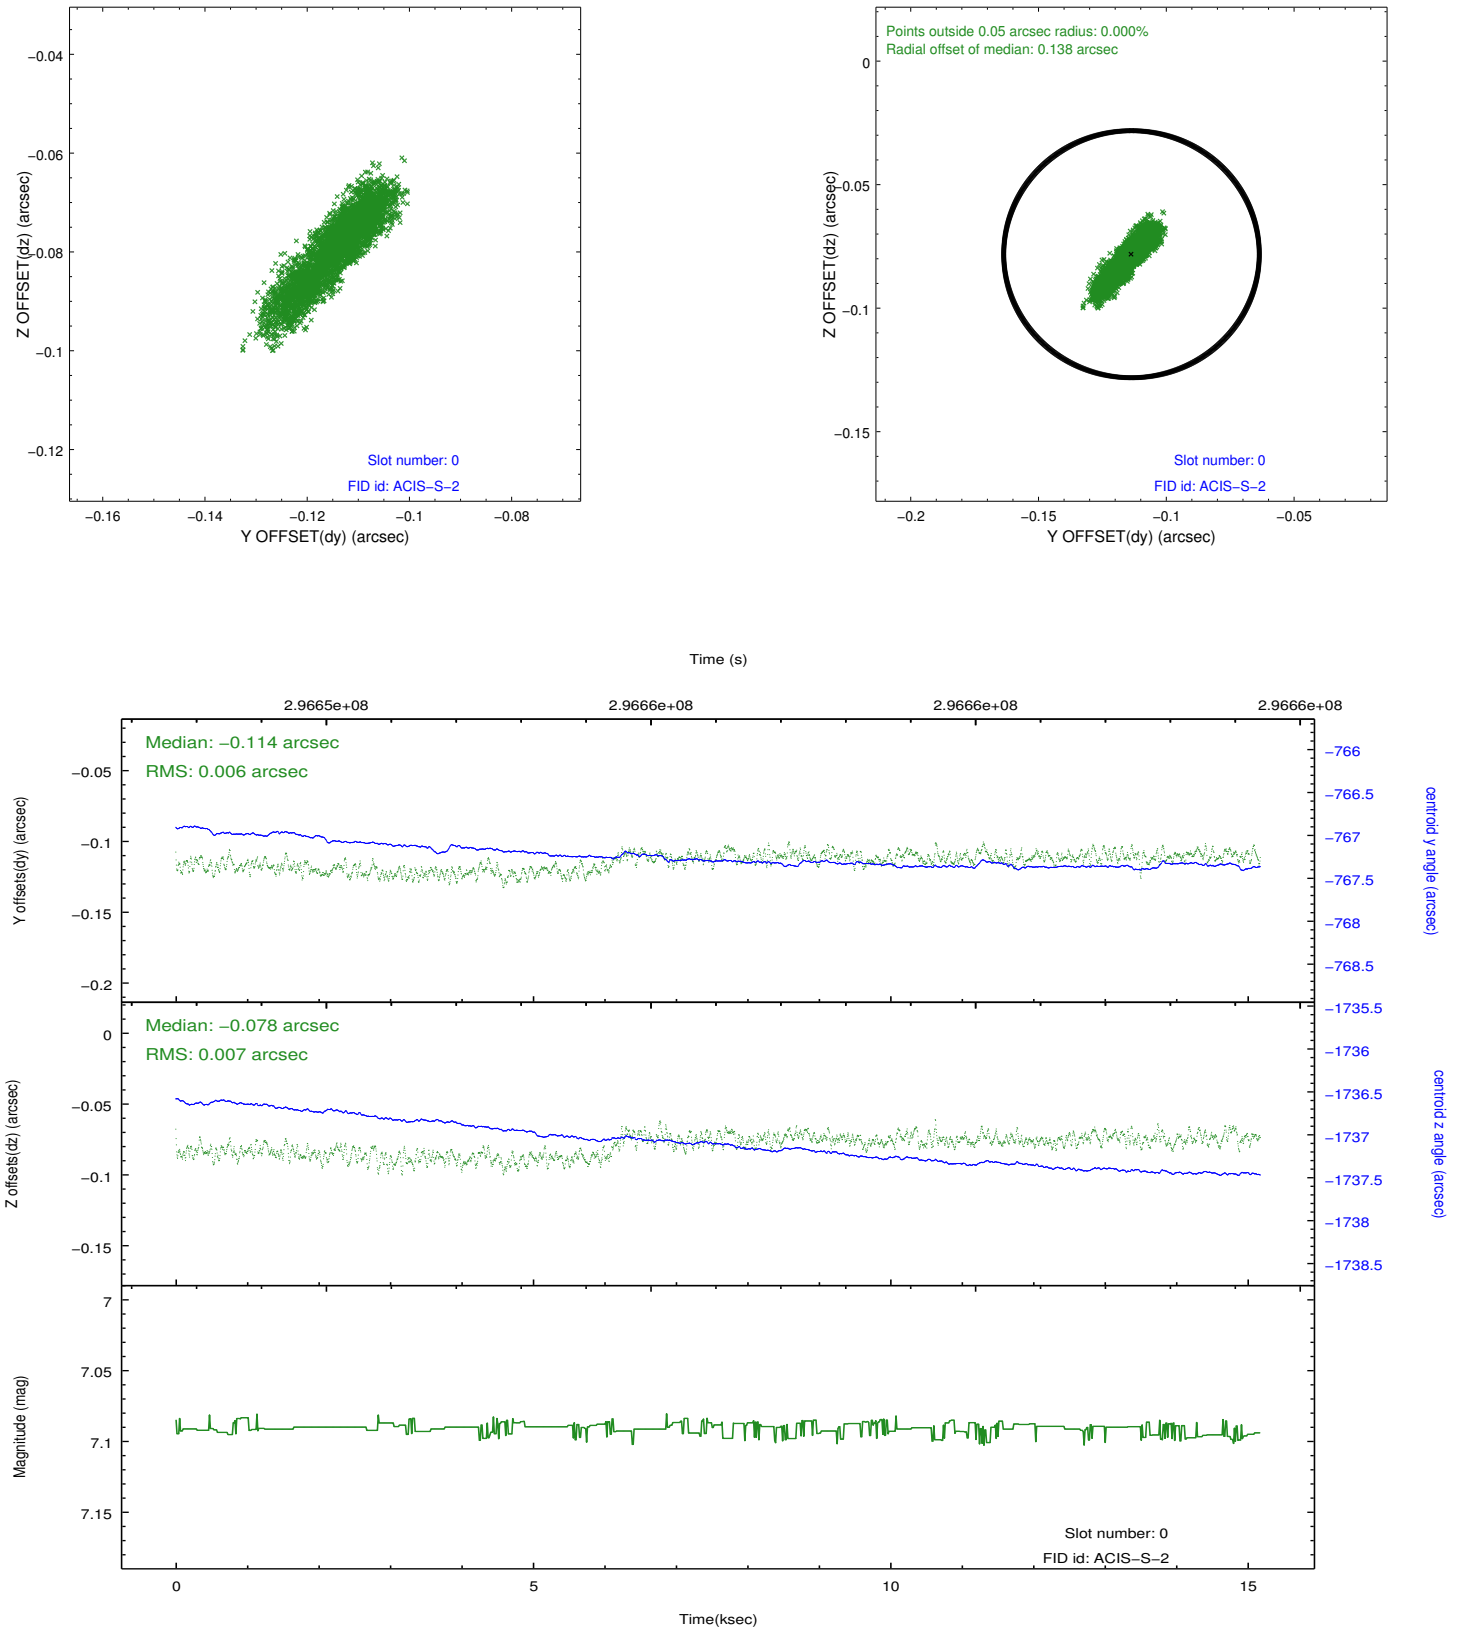 −0.04
−0.06
−0.08
−0.1
−0.12
Z OFFSET(dz) (arcsec)
Slot number: 0
FID id: ACIS−S−2
−0.16 −0.14 −0.12 −0.1 −0.08
Y OFFSET(dy) (arcsec)
Points outside 0.05 arcsec radius: 0.000%
Radial offset of median: 0.138 arcsec
0
−0.05
−0.1
−0.15
Z OFFSET(dz) (arcsec)
Slot number: 0
FID id: ACIS−S−2
−0.2 −0.15 −0.1 −0.05
Y OFFSET(dy) (arcsec)
Time (s)
2.9665e+08 2.9666e+08 2.9666e+08 2.9666e+08
Median: −0.114 arcsec
RMS: 0.006 arcsec
−0.05
−0.1
−0.15
−0.2
Y offsets(dy) (arcsec)
−766
−766.5
−767
−767.5
−768
−768.5
centroid y angle (arcsec)
Median: −0.078 arcsec
RMS: 0.007 arcsec
0
−0.05
−0.1
−0.15
Z offsets(dz) (arcsec)
−1735.5
−1736
−1736.5
−1737
−1737.5
−1738
−1738.5
centroid z angle (arcsec)
7
7.05
7.1
7.15
Magnitude (mag)
Slot number: 0
FID id: ACIS−S−2
0 5 10 15
Time(ksec)